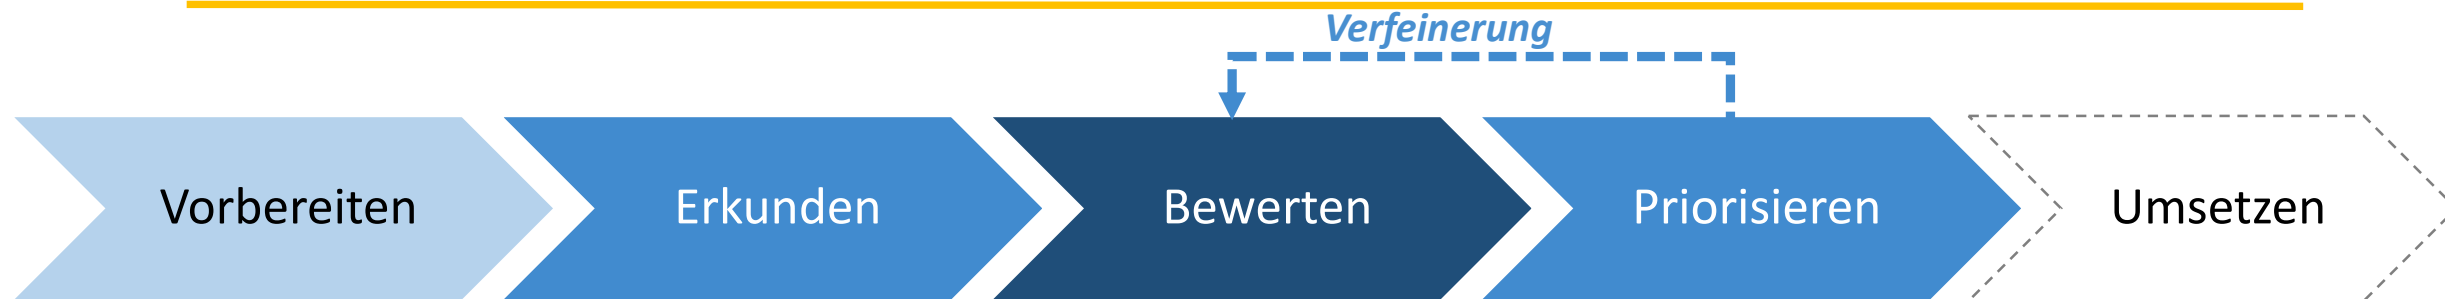 Verfeinerung
Vorbereiten
Erkunden
Bewerten
Priorisieren
Umsetzen